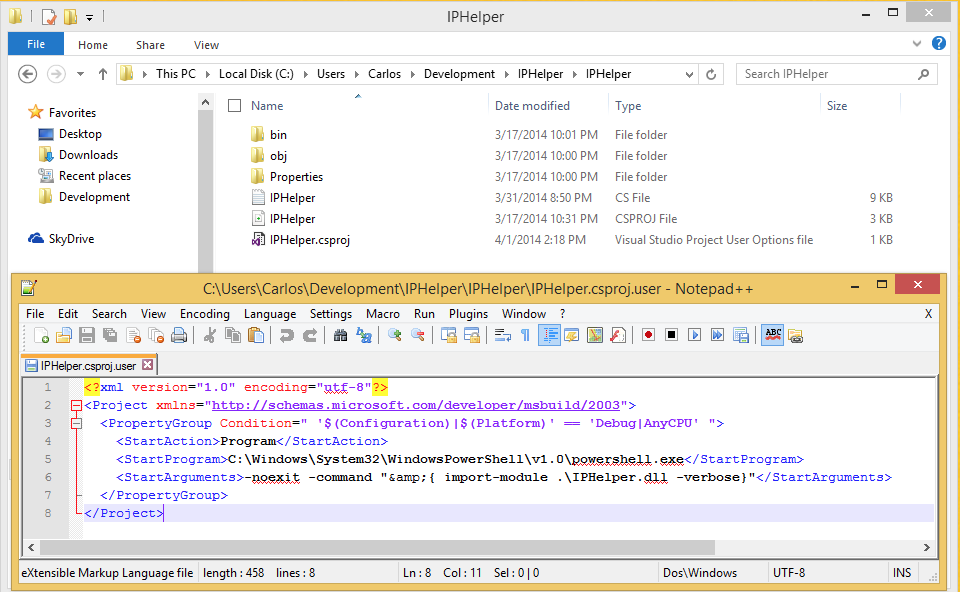 IPHelper
File Home Share View
This PC Local Disk (C:) Users Carlos Development IPHelper IPHelper Search IPHelper
Favorites
Desktop
Downloads
Recent places
Development
SkyDrive
Name Date modified Type Size
bin 3/17/2014 10:01 PM File folder
obj 3/17/2014 10:00 PM File folder
Properties 3/17/2014 10:00 PM File folder
IPHelper 3/31/2014 8:50 PM CS File 9 KB
IPHelper 3/17/2014 10:31 PM CSPROJ File 3 KB
IPHelper.csproj 4/1/2014 2:18 PM Visual Studio Project User Options file 1 KB
C:\Users\Carlos\Development\IPHelper\IPHelper\IPHelper.csproj.user - Notepad++
File Edit Search View Encoding Language Settings Macro Run Plugins Window ? X
ABC
IPHelper.csproj.user
1 <?xml version="1.0" encoding="utf-8"?>
2 <Project xmlns="http://schemas.microsoft.com/developer/msbuild/2003">
3 <PropertyGroup Condition=" '$(Configuration)|$(Platform)' == 'Debug|AnyCPU' ">
4 <StartAction>Program</StartAction>
5 <StartProgram>C:\Windows\System32\WindowsPowerShell\v1.0\powershell.exe</StartProgram>
6 <StartArguments>-noexit -command "&amp;{ import-module .\IPHelper.dll -verbose}"</StartArguments>
7 </PropertyGroup>
8 </Project>
eXtensible Markup Language file length : 458 lines : 8 Ln : 8 Col : 11 Sel : 0 | 0 Dos\Windows UTF-8 INS